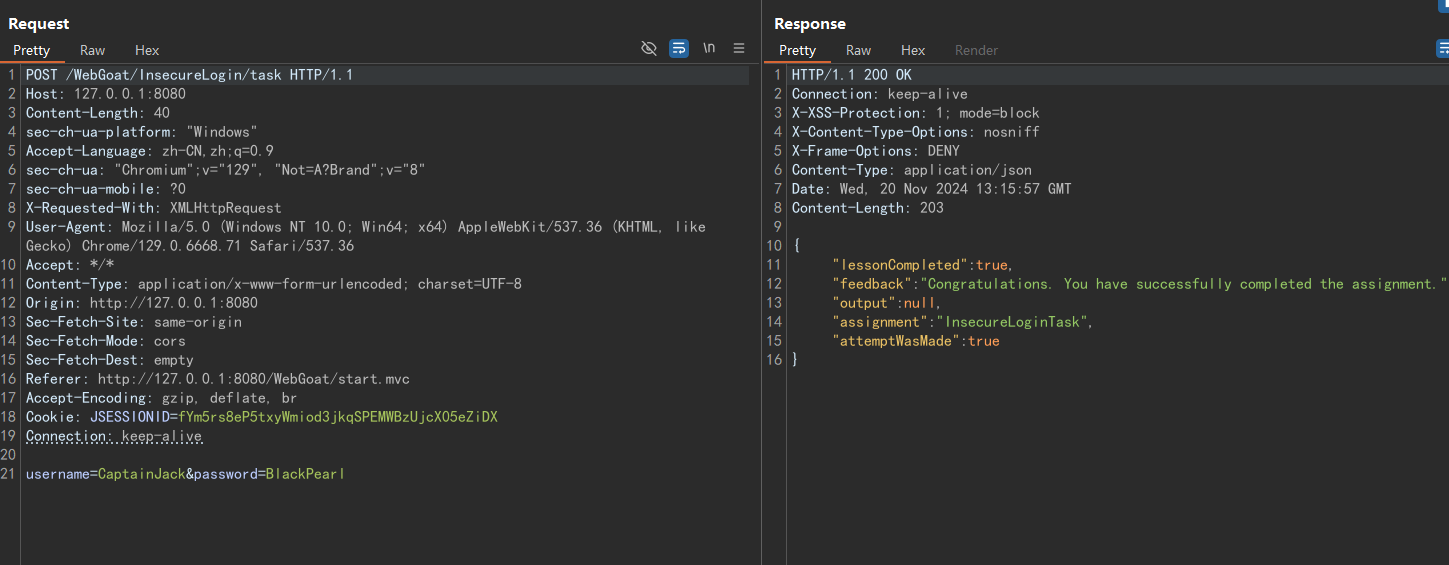 Request
Pretty Raw Hex
\n
1 POST /WebGoat/InsecureLogin/task HTTP/1.1
2 Host: 127.0.0.1:8080
3 Content-Length: 40
4 sec-ch-ua-platform: "Windows"
5 Accept-Language: zh-CN,zh;q=0.9
6 sec-ch-ua: "Chromium";v="129", "Not=A?Brand";v="8"
7 sec-ch-ua-mobile: ?0
8 X-Requested-With: XMLHttpRequest
9 User-Agent: Mozilla/5.0 (Windows NT 10.0; Win64; x64) AppleWebKit/537.36 (KHTML, like
Gecko) Chrome/129.0.6668.71 Safari/537.36
10 Accept: */*
11 Content-Type: application/x-www-form-urlencoded; charset=UTF-8
12 Origin: http://127.0.0.1:8080
13 Sec-Fetch-Site: same-origin
14 Sec-Fetch-Mode: cors
15 Sec-Fetch-Dest: empty
16 Referer: http://127.0.0.1:8080/WebGoat/start.mvc
17 Accept-Encoding: gzip, deflate, br
18 Cookie: JSESSIONID=fYm5rs8eP5txyWmiod3jkqSPEMWBzUjcXO5eZiDX
19 Connection: keep-alive
20
21 username=CaptainJack&password=BlackPearl
Response
Pretty Raw Hex Render
1 HTTP/1.1 200 OK
2 Connection: keep-alive
3 X-XSS-Protection: 1; mode=block
4 X-Content-Type-Options: nosniff
5 X-Frame-Options: DENY
6 Content-Type: application/json
7 Date: Wed, 20 Nov 2024 13:15:57 GMT
8 Content-Length: 203
9
10 {
11 "lessonCompleted":true,
12 "feedback":"Congratulations. You have successfully completed the assignment."
13 "output":null,
14 "assignment":"InsecureLoginTask",
15 "attemptWasMade":true
16 }